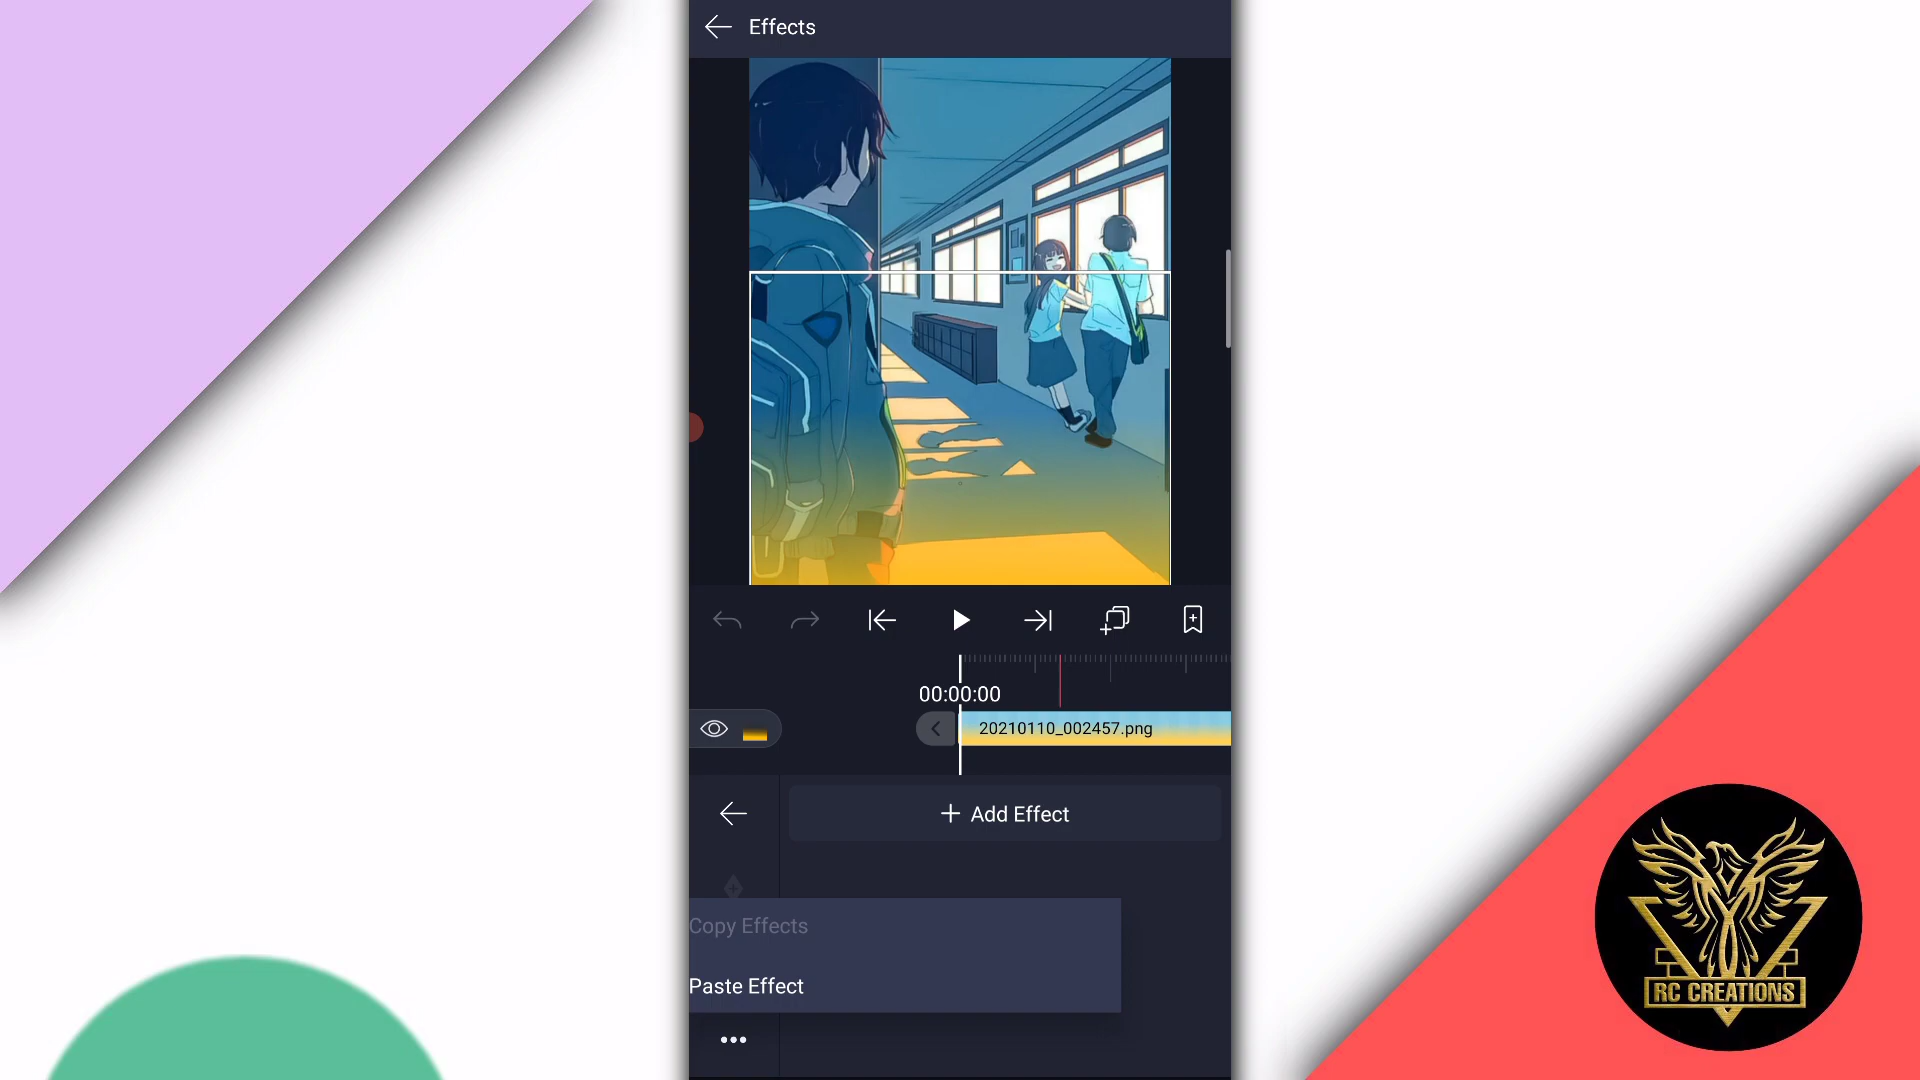 Effects
00:00:00
20210110_002457.png
+ Add Effect
Copy Effects
Paste Effect
RC CREATIONS